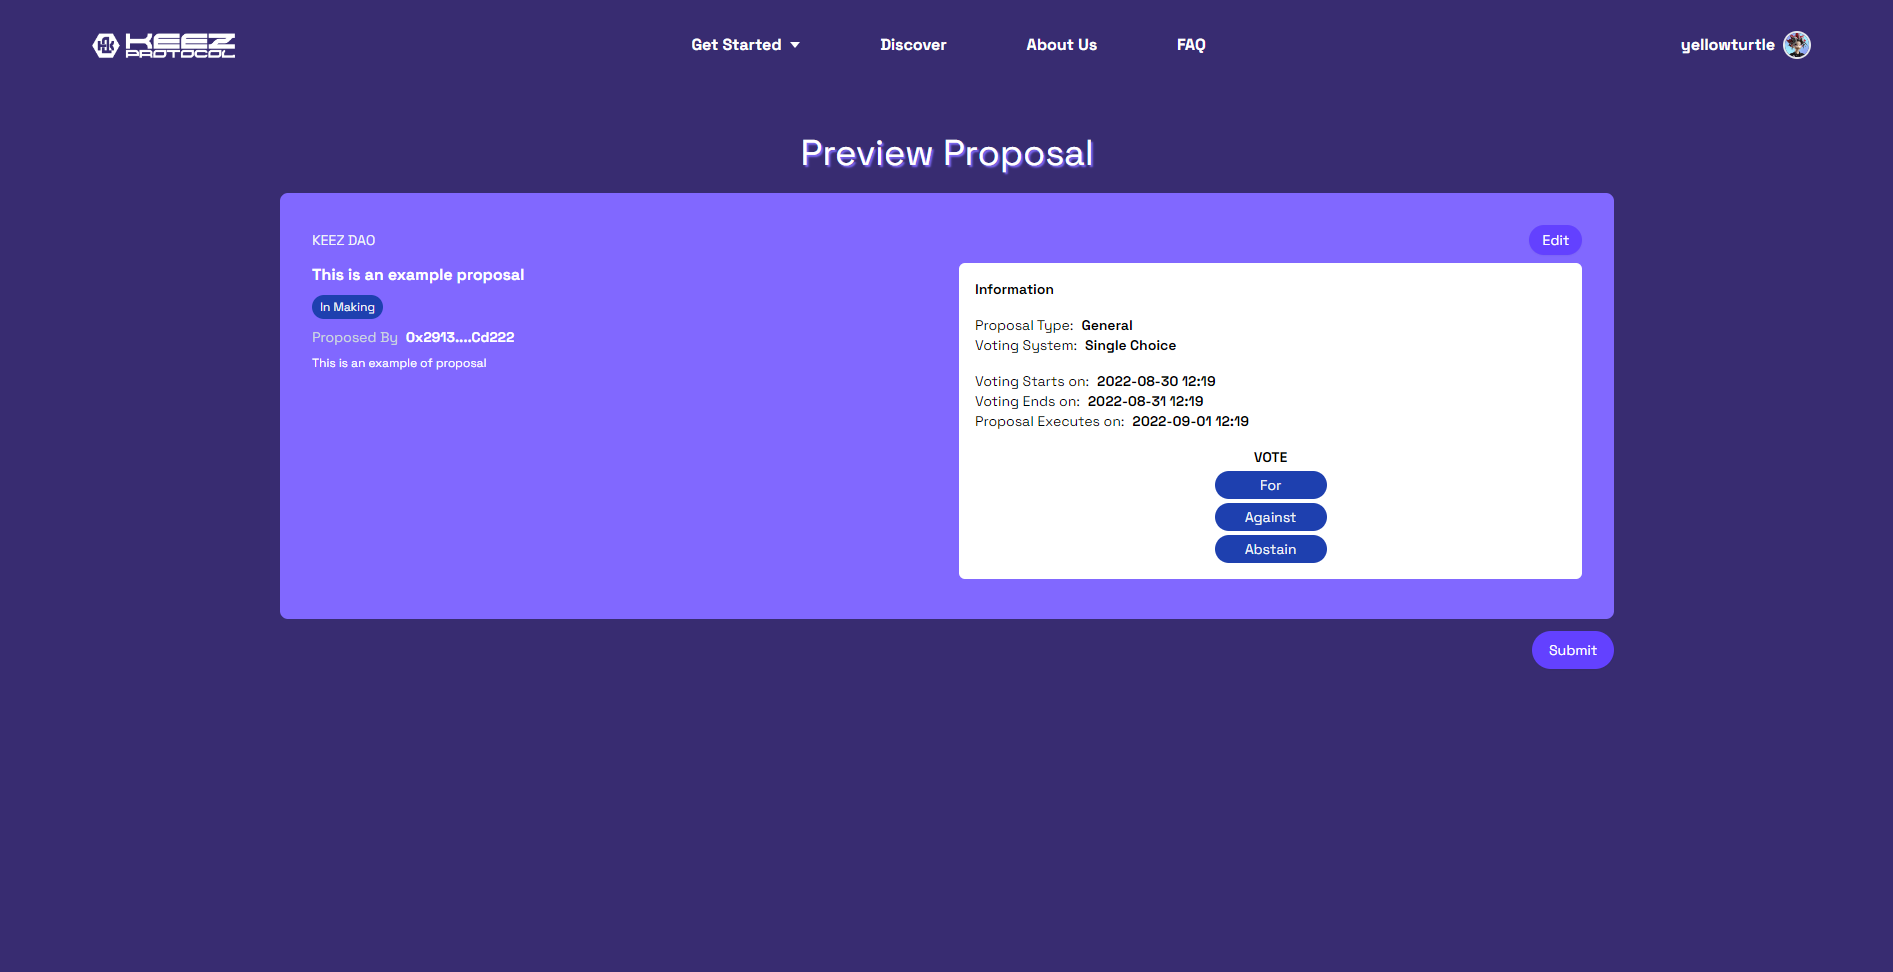 KEEZ
PROTOCOL
Get Started
Discover
About Us
FAQ
yellowturtle
Preview Proposal
KEEZ DAO
Edit
This is an example proposal
In Making
Proposed By 0x2913....Cd222
This is an example of proposal
Information
Proposal Type: General
Voting System: Single Choice
Voting Starts on: 2022-08-30 12:19
Voting Ends on: 2022-08-31 12:19
Proposal Executes on: 2022-09-01 12:19
VOTE
For
Against
Abstain
Submit